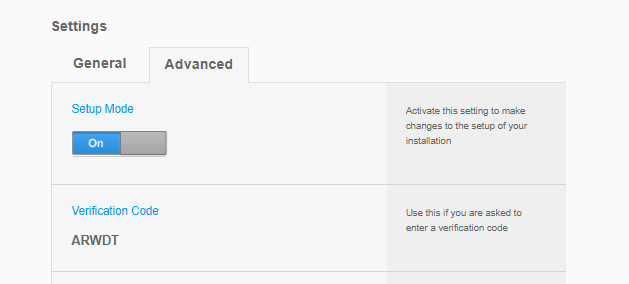 Settings
General
Advanced
Setup Mode
On
Activate this setting to make
changes to the setup of your
installation
Verification Code
ARWDT
Use this if you are asked to
enter a verification code